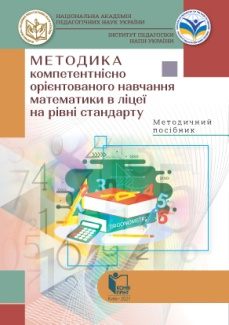 НАЦІОНАЛЬНА АКАДЕМІЯ
ПЕДАГОГІЧНИХ НАУК УКРАЇНИ
ІНСТИТУТ ПЕДАГОГІКИ
НАПН УКРАЇНИ
МЕТОДИКА
компетентнісно
орієнтованого навчання
математики в ліцеї
на рівні стандарту
Методичний
посібник